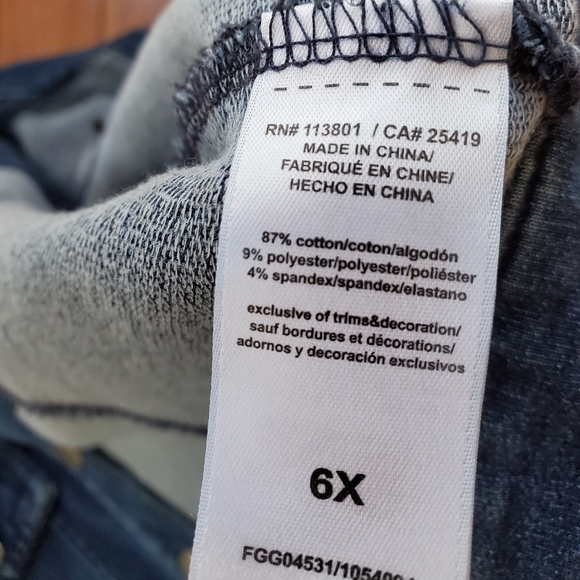 RN# 113801 / CA# 25419
MADE IN CHINA/
FABRIQUÉ EN CHINE/
HECHO EN CHINA
87% cotton/coton/algodón
9% polyester/polyester/poliéster
4% spandex/spandex/elastano
exclusive of trims&decoration/
sauf bordures et décorations/
adornos y decoración exclusivos
6X